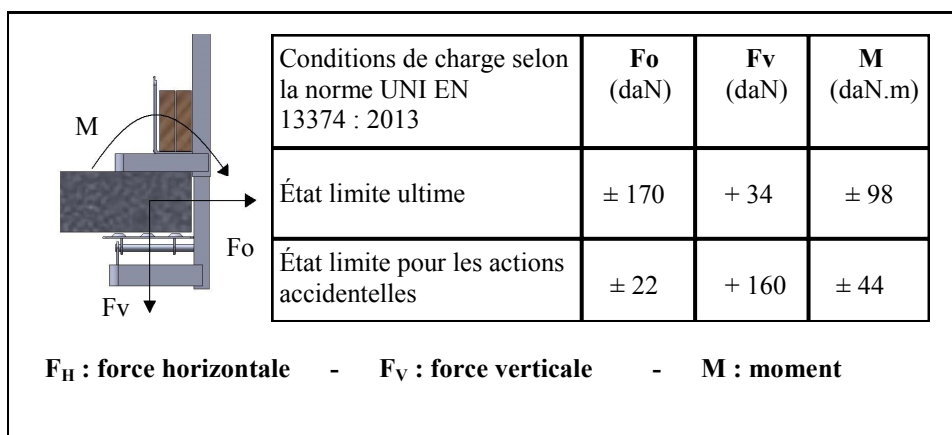 M
Fo
Fv
Conditions de charge selon
la norme UNI EN
13374 : 2013
Fo
(daN)
Fv
(daN)
M
(daN.m)
État limite ultime
± 170
+ 34
± 98
État limite pour les actions
accidentelles
± 22
+ 160
± 44
FH : force horizontale - FV : force verticale - M : moment